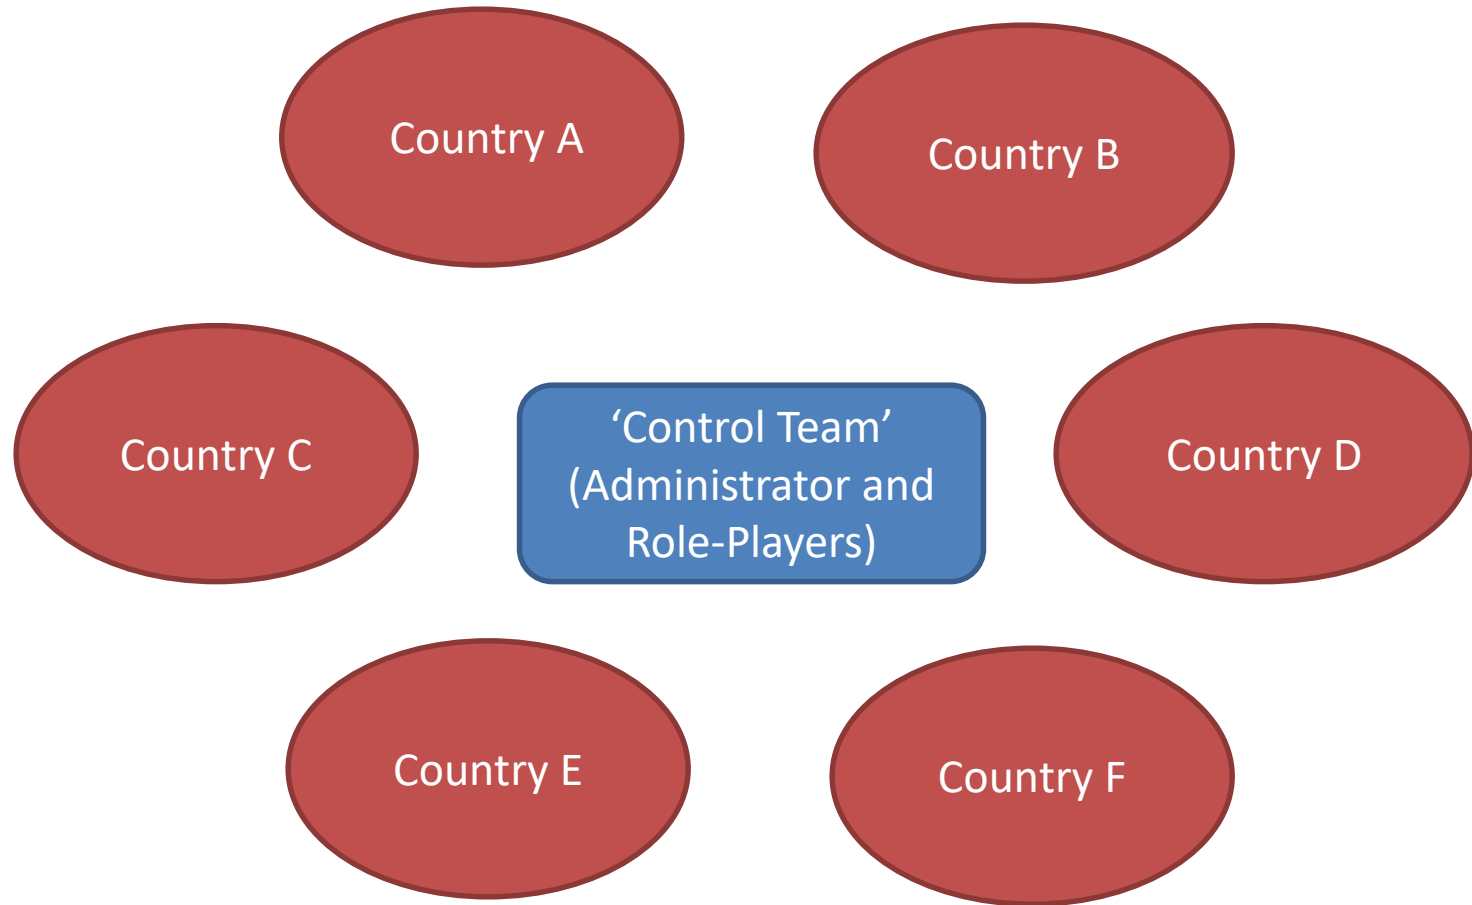 Country A
Country B
Country C
‘Control Team’
(Administrator and
Role-Players)
Country D
Country E
Country F